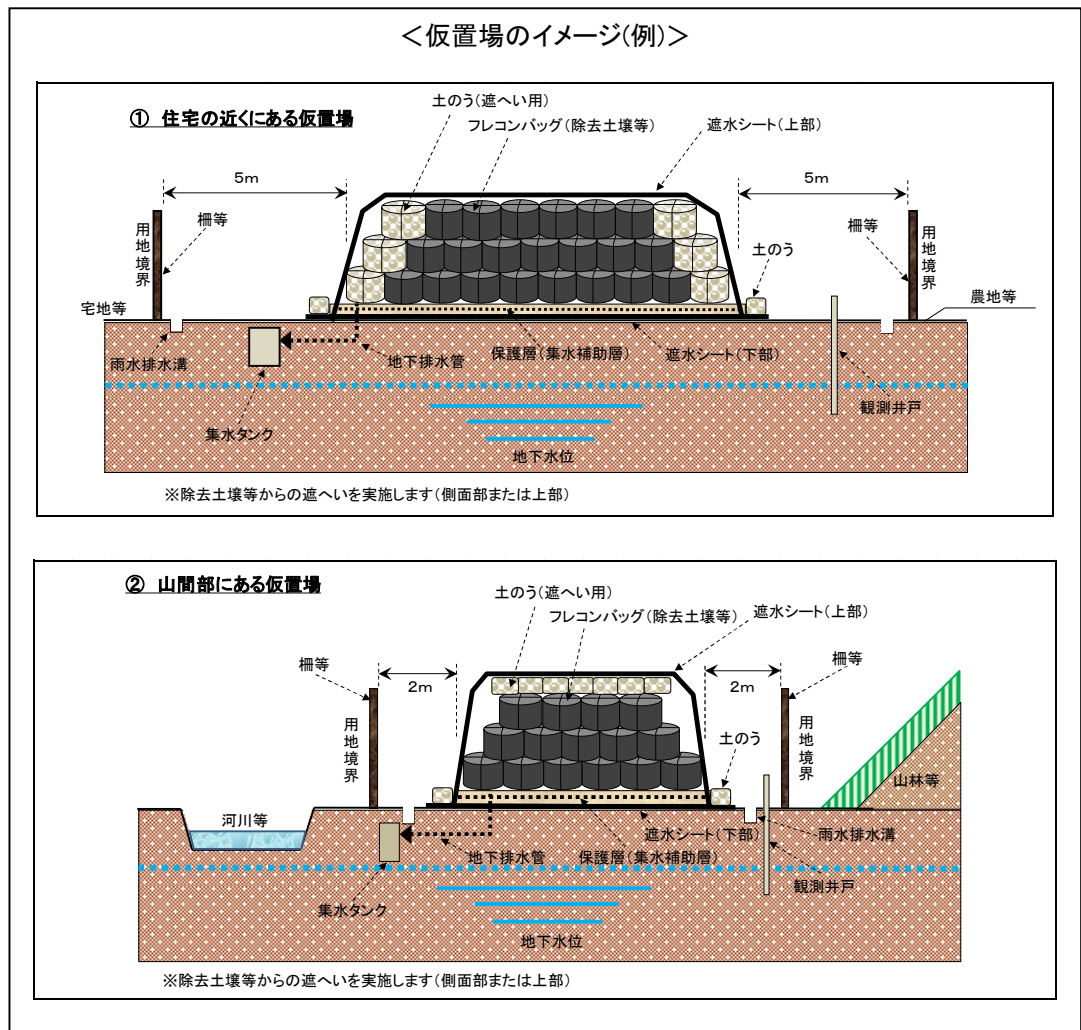 ＜仮置場のイメージ(例)＞
① 住宅の近くにある仮置場
土のう(遮へい用)
フレコンバッグ(除去土壌等)
遮水シート(上部)
5m
5m
柵等
柵等
用地境界
用地境界
土のう
宅地等
農地等
雨水排水溝
地下排水管
保護層(集水補助層)
遮水シート(下部)
観測井戸
集水タンク
地下水位
※除去土壌等からの遮へいを実施します(側面部または上部)
② 山間部にある仮置場
土のう(遮へい用)
フレコンバッグ(除去土壌等)
遮水シート(上部)
柵等
柵等
2m
2m
用地境界
用地境界
土のう
山林等
河川等
地下排水管
保護層(集水補助層)
遮水シート(下部)
雨水排水溝
観測井戸
集水タンク
地下水位
※除去土壌等からの遮へいを実施します(側面部または上部)